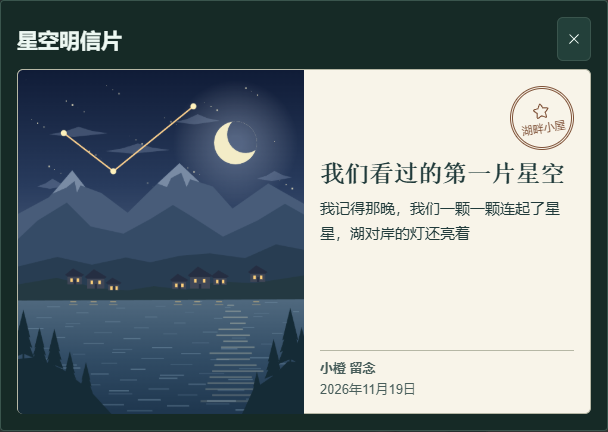 星空明信片
湖畔小屋
我们看过的第一片星空
我记得那晚，我们一颗一颗连起了星
星，湖对岸的灯还亮着
小橙 留念
2026年11月19日